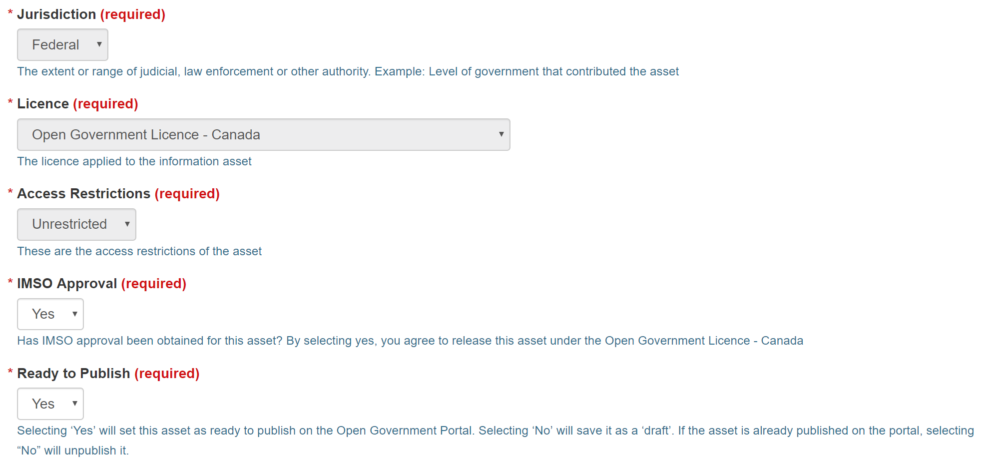 * Jurisdiction (required)
Federal
The extent or range of judicial, law enforcement or other authority. Example: Level of government that contributed the asset
* Licence (required)
Open Government Licence - Canada
The licence applied to the information asset
* Access Restrictions (required)
Unrestricted
These are the access restrictions of the asset
* IMSO Approval (required)
Yes
Has IMSO approval been obtained for this asset? By selecting yes, you agree to release this asset under the Open Government Licence - Canada
* Ready to Publish (required)
Yes
Selecting ‘Yes’ will set this asset as ready to publish on the Open Government Portal. Selecting ‘No’ will save it as a ‘draft’. If the asset is already published on the portal, selecting
“No” will unpublish it.